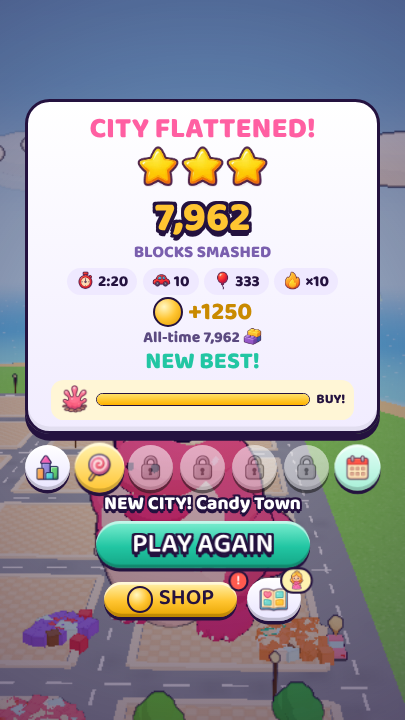 CITY FLATTENED!
7,962
BLOCKS SMASHED
2:20 10 333 ×10
+1250
All-time 7,962
NEW BEST!
BUY!
NEW CITY! Candy Town
PLAY AGAIN
SHOP !